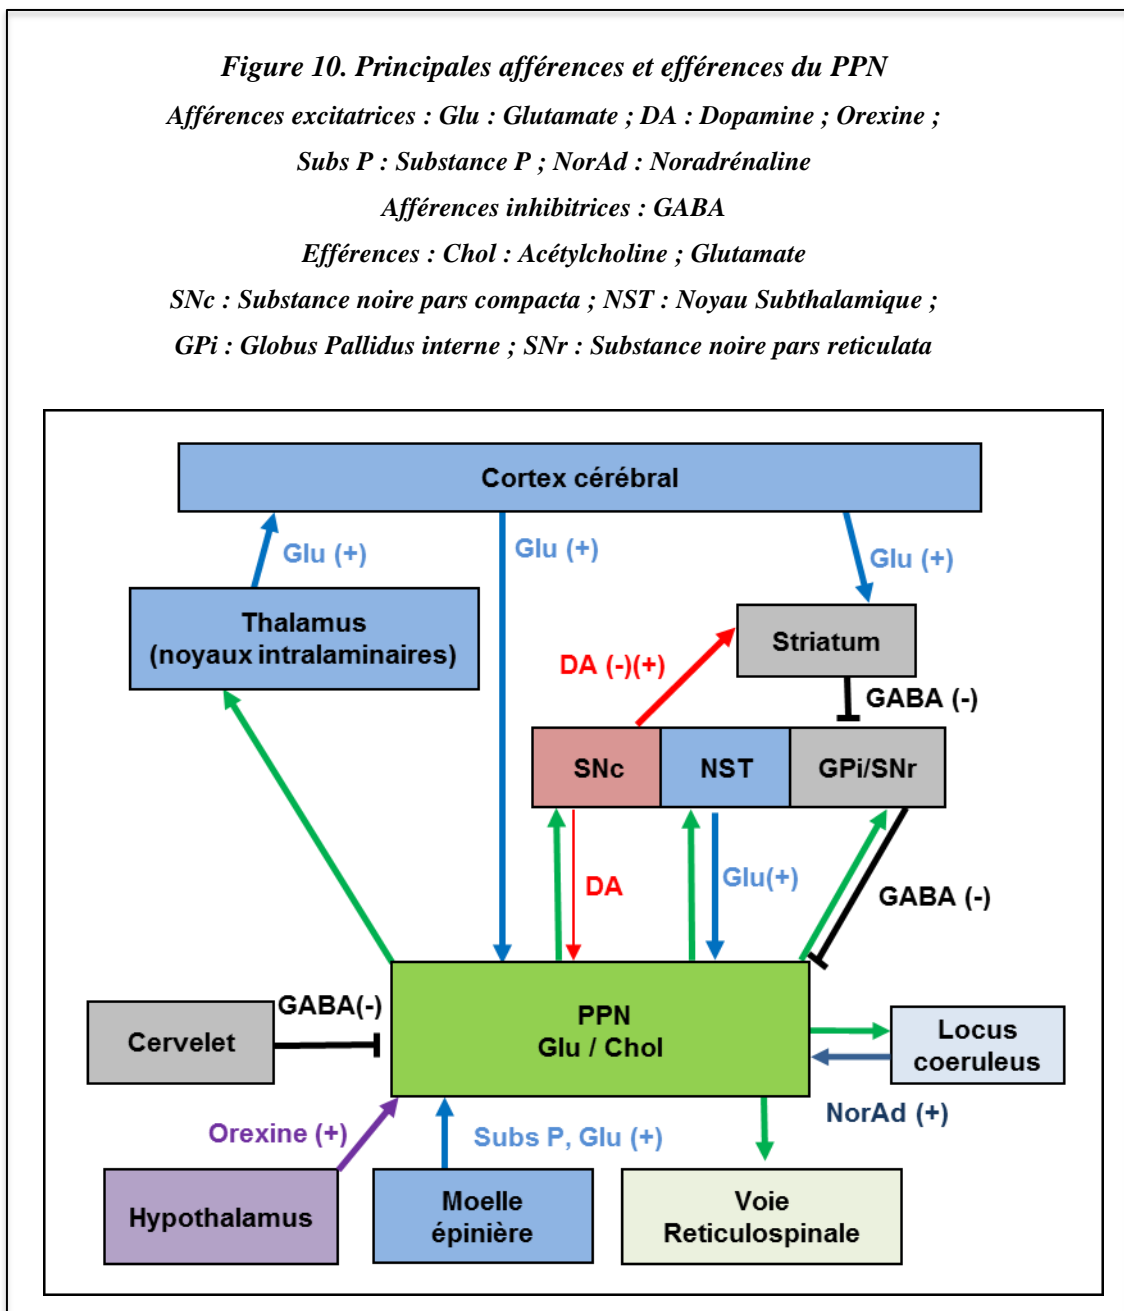 Figure 10. Principales afférences et efférences du PPN
Afférences excitatrices : Glu : Glutamate ; DA : Dopamine ; Orexine ;
Subs P : Substance P ; NorAd : Noradrénaline
Afférences inhibitrices : GABA
Efférences : Chol : Acétylcholine ; Glutamate
SNc : Substance noire pars compacta ; NST : Noyau Subthalamique ;
GPi : Globus Pallidus interne ; SNr : Substance noire pars reticulata
Cortex cérébral
Glu (+)
Glu (+)
Glu (+)
Thalamus
(noyaux intralaminaires)
Striatum
DA (-)(+)
GABA (-)
SNc
NST
GPi/SNr
DA
Glu(+)
GABA (-)
GABA(-)
Cervelet
PPN
Glu / Chol
Locus
coeruleus
NorAd (+)
Orexine (+)
Subs P, Glu (+)
Hypothalamus
Moelle
épinière
Voie
Reticulospinale